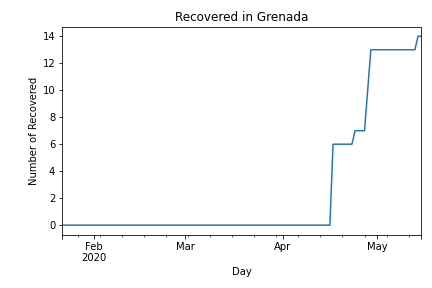 Recovered in Grenada
14
12
10
8
6
4
2
0
Number of Recovered
Feb
2020
Mar
Apr
May
Day